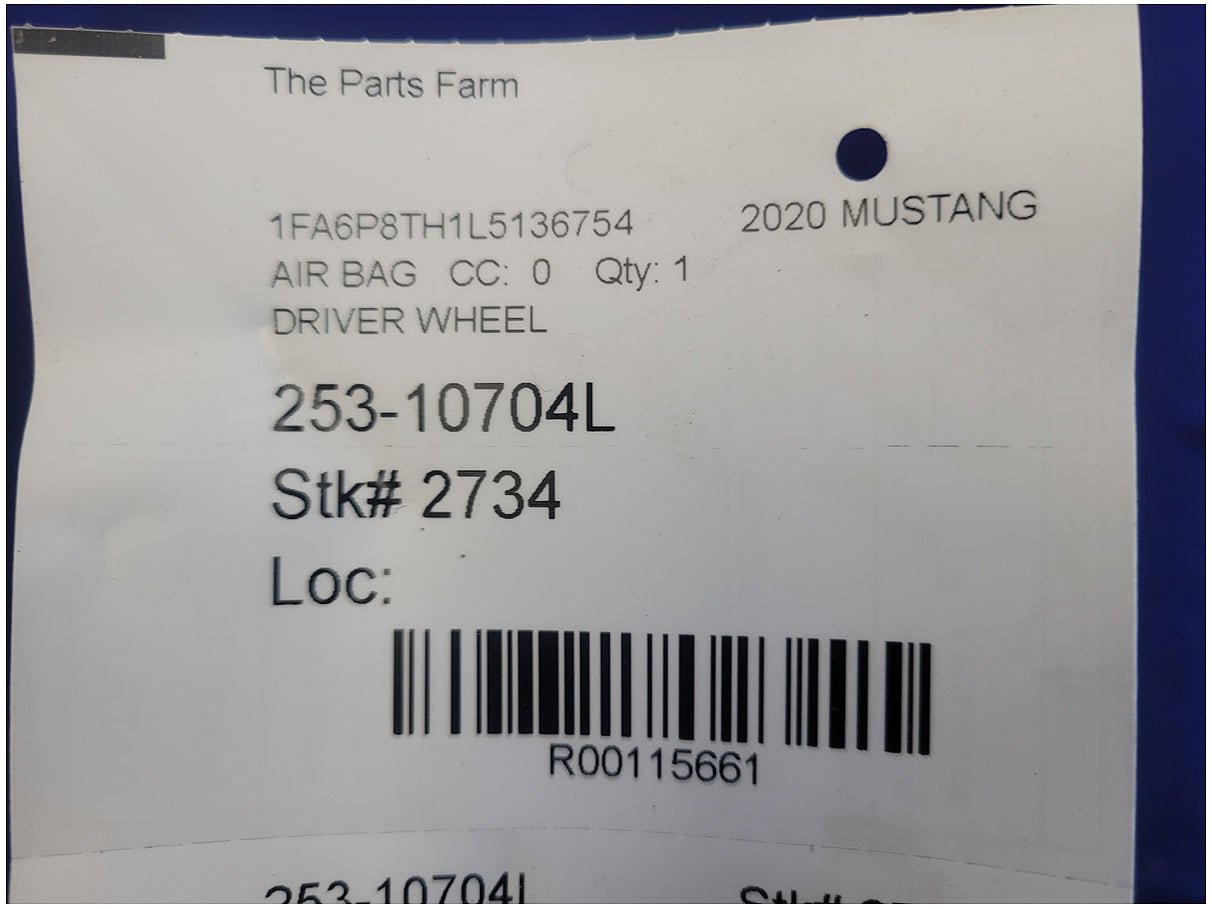 The Parts Farm
1FA6P8TH1L5136754 2020 MUSTANG
AIR BAG CC: 0 Qty: 1
DRIVER WHEEL
253-10704L
Stk# 2734
Loc:
R00115661
253-10704L Stk#